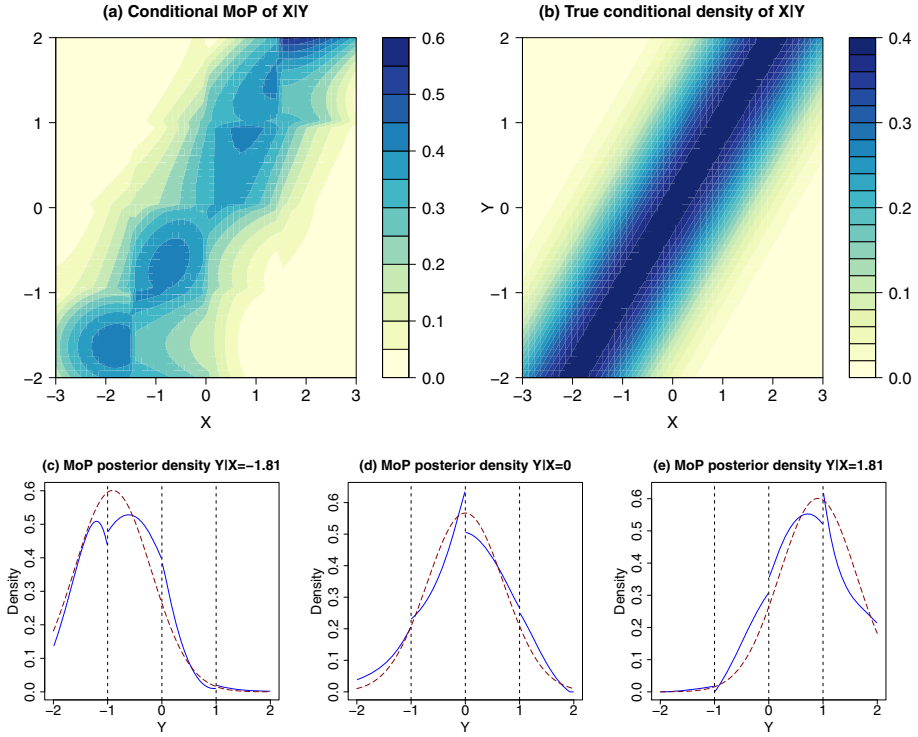 (a) Conditional MoP of X|Y
(b) True conditional density of X|Y
2
1
0
−1
−2
−3 −2 −1 0 1 2 3
X
0.6
0.5
0.4
0.3
0.2
0.1
0.0
Y
2
1
0
−1
−2
−3 −2 −1 0 1 2 3
X
0.4
0.3
0.2
0.1
0.0
(c) MoP posterior density Y|X=−1.81
Density
0.0 0.1 0.2 0.3 0.4 0.5 0.6
−2 −1 0 1 2
Y
(d) MoP posterior density Y|X=0
Density
0.0 0.1 0.2 0.3 0.4 0.5 0.6
−2 −1 0 1 2
Y
(e) MoP posterior density Y|X=1.81
Density
0.0 0.1 0.2 0.3 0.4 0.5 0.6
−2 −1 0 1 2
Y